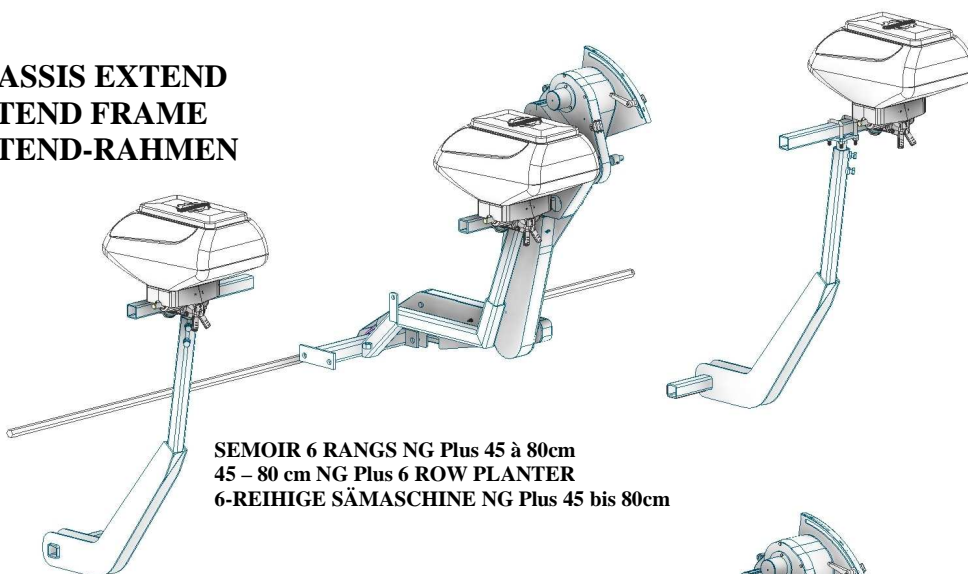 ASSIS EXTEND
TEND FRAME
TEND-RAHMEN
SEMOIR 6 RANGS NG Plus 45 à 80cm
45 – 80 cm NG Plus 6 ROW PLANTER
6-REIHIGE SÄMASCHINE NG Plus 45 bis 80cm